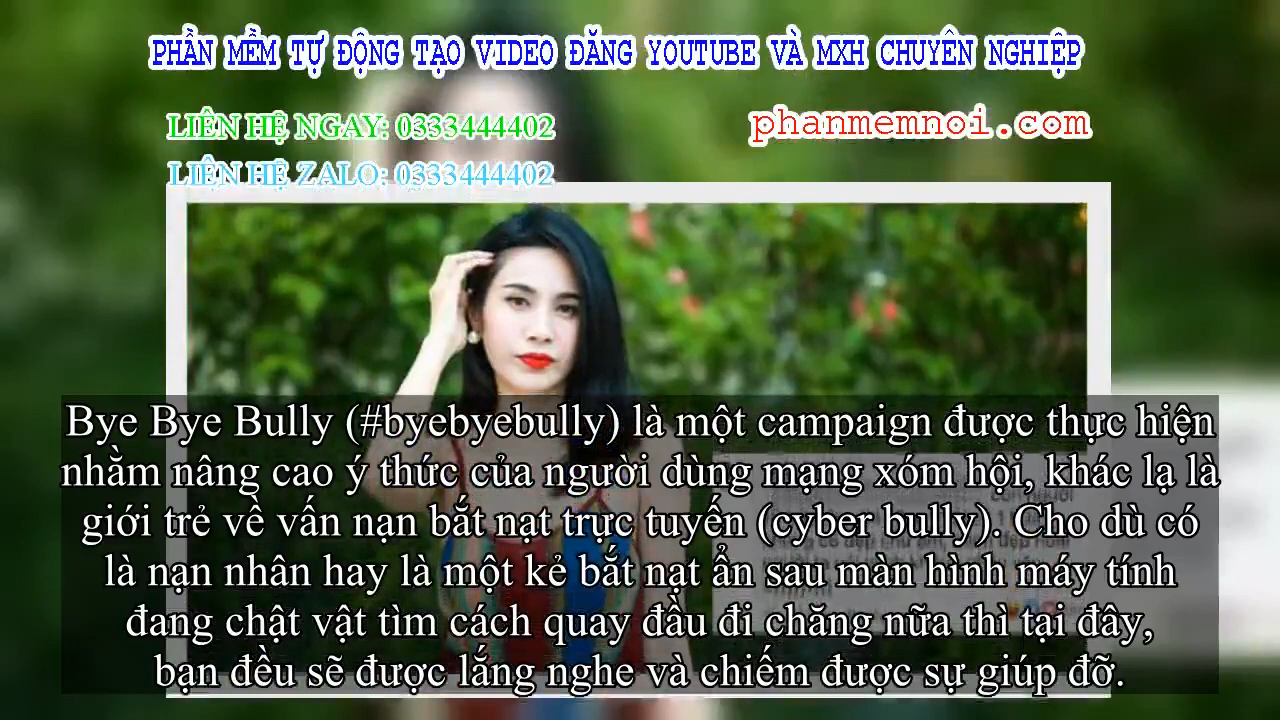 PHẦN MỀM TỰ ĐỘNG TẠO VIDEO ĐĂNG YOUTUBE VÀ MXH CHUYÊN NGHIỆP
LIÊN HỆ NGAY: 0333444402
phanmemnoi.com
LIÊN HỆ ZALO: 0333444402
Bye Bye Bully (#byebyebully) là một campaign được thực hiện
nhằm nâng cao ý thức của người dùng mạng xóm hội, khác lạ là
giới trẻ về vấn nạn bắt nạt trực tuyến (cyber bully). Cho dù có
là nạn nhân hay là một kẻ bắt nạt ẩn sau màn hình máy tính
đang chật vật tìm cách quay đầu đi chăng nữa thì tại đây,
bạn đều sẽ được lắng nghe và chiếm được sự giúp đỡ.